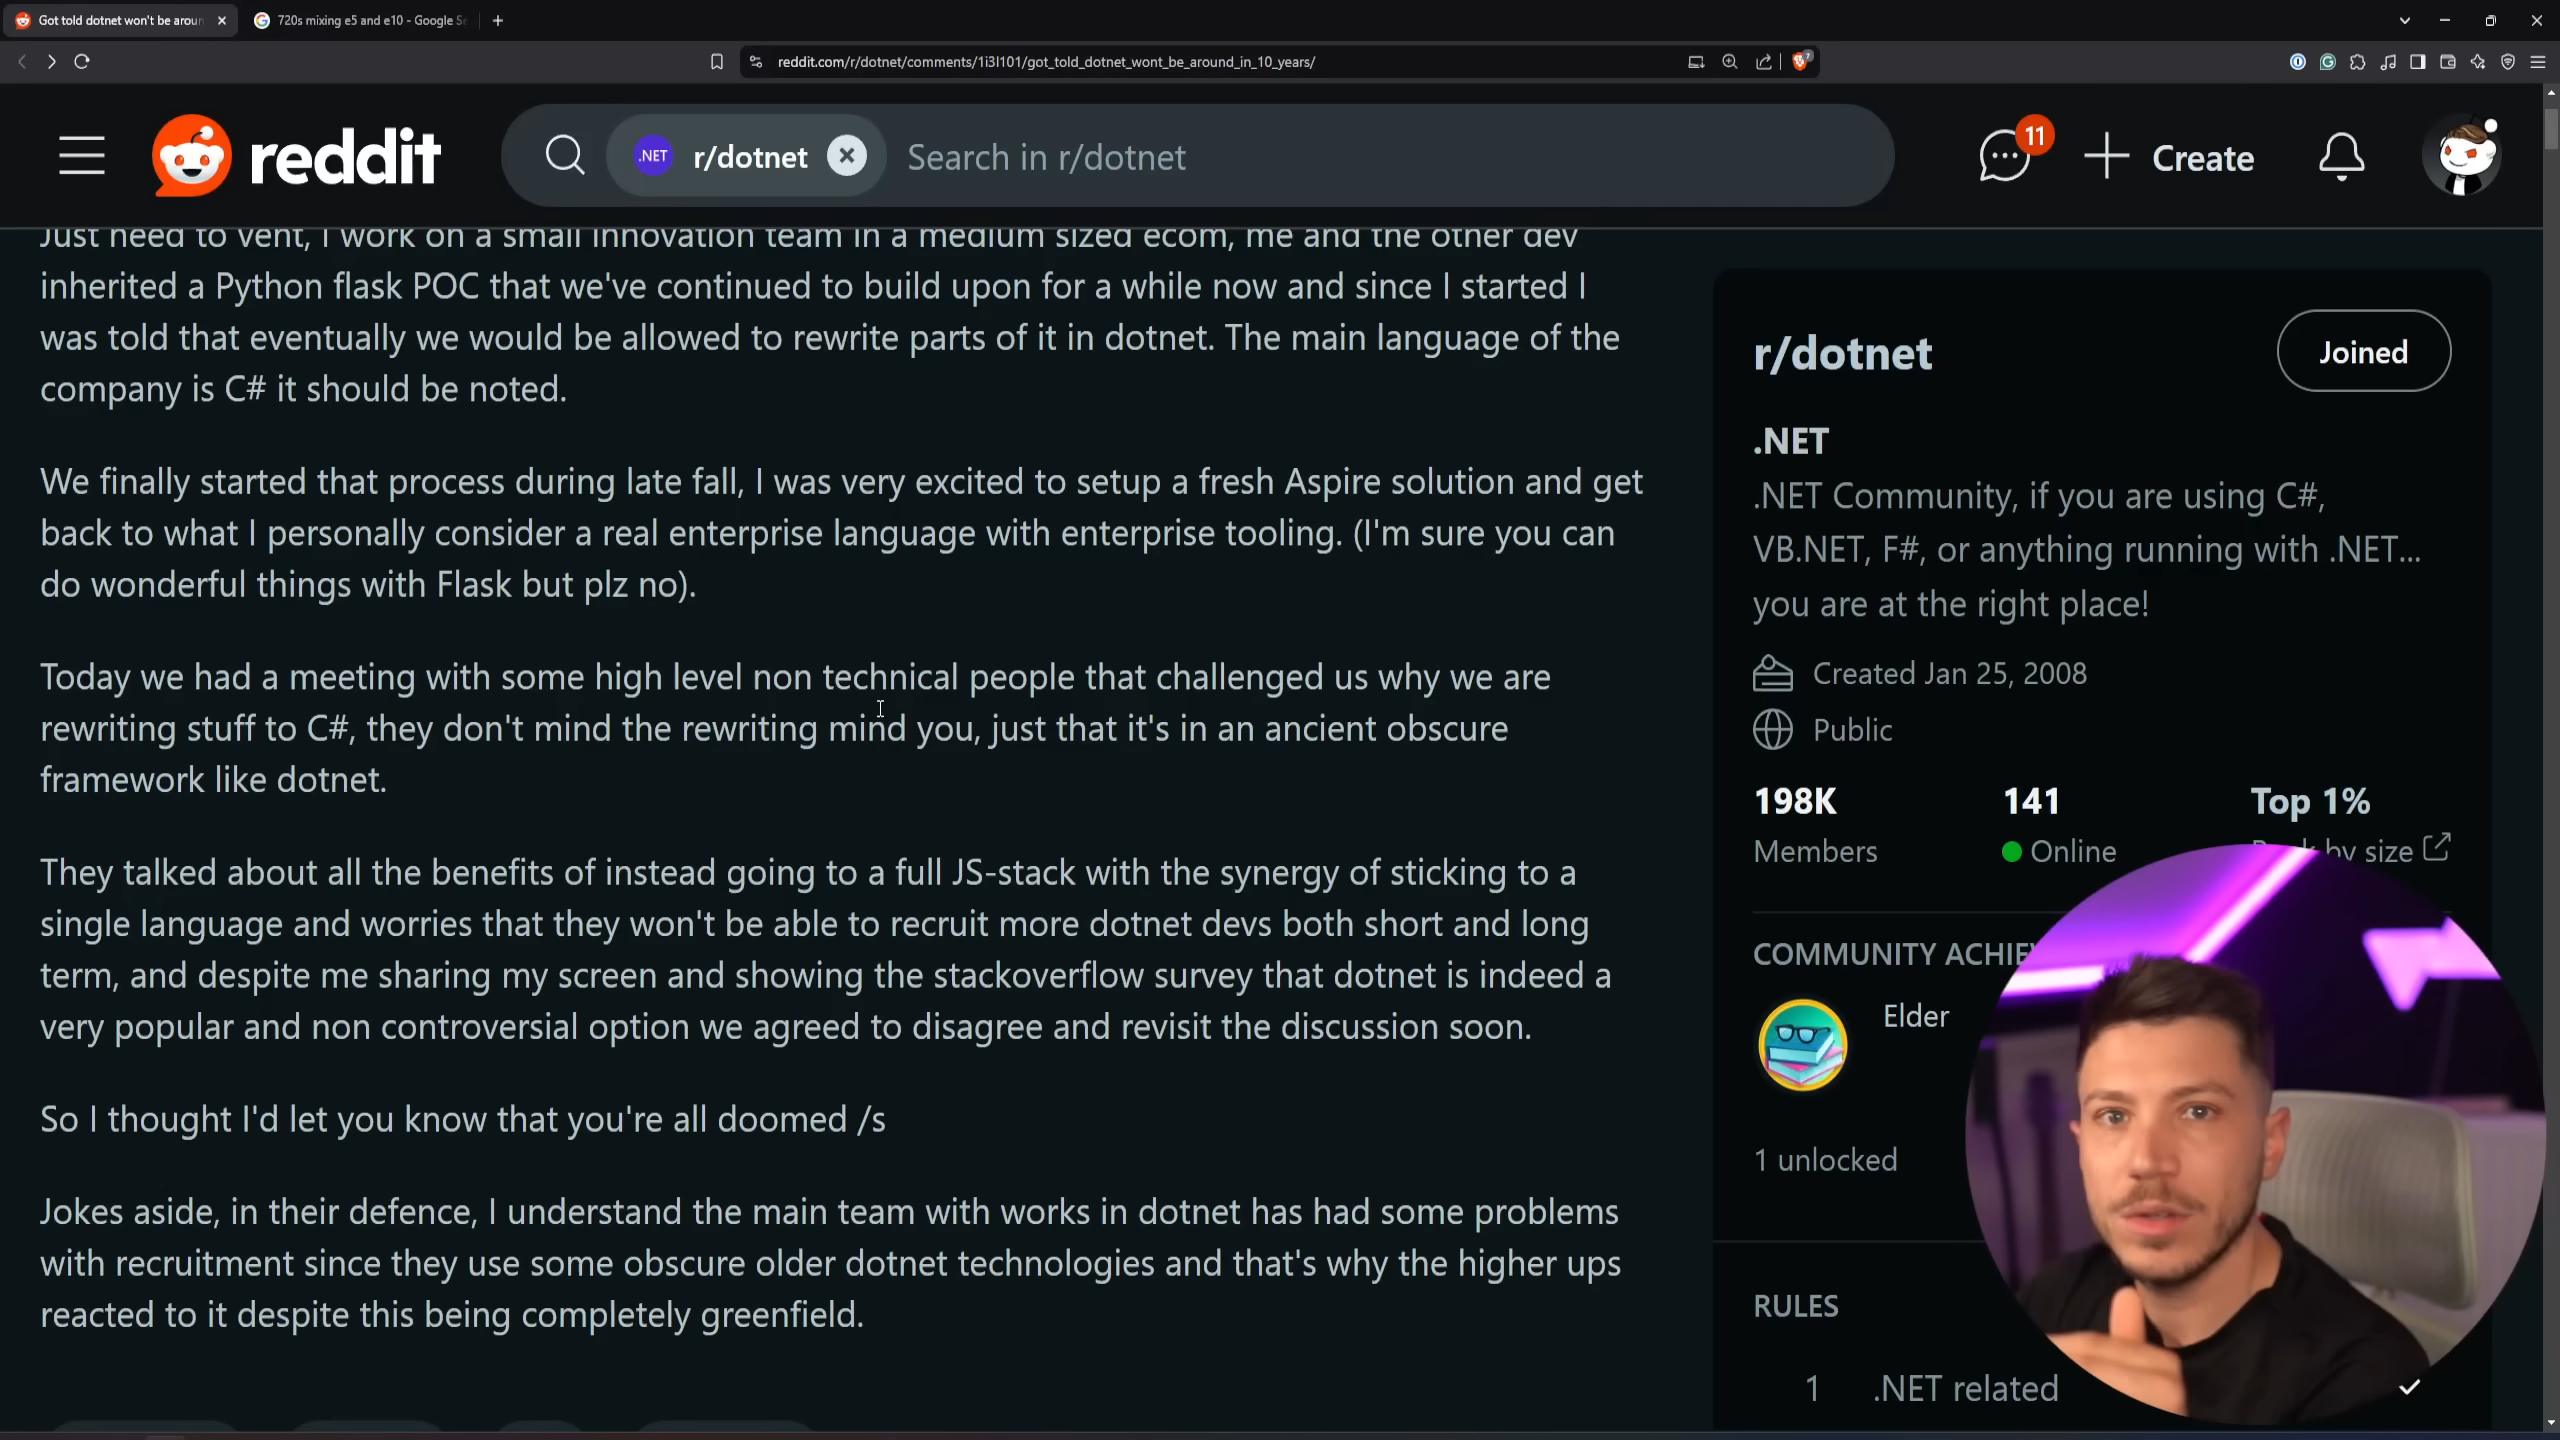 Got told dotnet won't be aroun
720s mixing e5 and e10 - Google Se
reddit.com/r/dotnet/comments/1i3l101/got_told_dotnet_wont_be_around_in_10_years/
7
reddit
.NET
r/dotnet
Search in r/dotnet
11
Create
Just need to vent, I work on a small innovation team in a medium sized ecom, me and the other dev
inherited a Python flask POC that we've continued to build upon for a while now and since I started I
was told that eventually we would be allowed to rewrite parts of it in dotnet. The main language of the
company is C# it should be noted.
We finally started that process during late fall, I was very excited to setup a fresh Aspire solution and get
back to what I personally consider a real enterprise language with enterprise tooling. (I'm sure you can
do wonderful things with Flask but plz no).
Today we had a meeting with some high level non technical people that challenged us why we are
rewriting stuff to C#, they don't mind the rewriting mind you, just that it's in an ancient obscure
framework like dotnet.
They talked about all the benefits of instead going to a full JS-stack with the synergy of sticking to a
single language and worries that they won't be able to recruit more dotnet devs both short and long
term, and despite me sharing my screen and showing the stackoverflow survey that dotnet is indeed a
very popular and non controversial option we agreed to disagree and revisit the discussion soon.
So I thought I'd let you know that you're all doomed /s
Jokes aside, in their defence, I understand the main team with works in dotnet has had some problems
with recruitment since they use some obscure older dotnet technologies and that's why the higher ups
reacted to it despite this being completely greenfield.
r/dotnet
Joined
.NET
.NET Community, if you are using C#,
VB.NET, F#, or anything running with .NET...
you are at the right place!
Created Jan 25, 2008
Public
198K
141
Top 1%
Members
Online
by size
COMMUNITY ACHIE
Elder
1 unlocked
RULES
1
.NET related